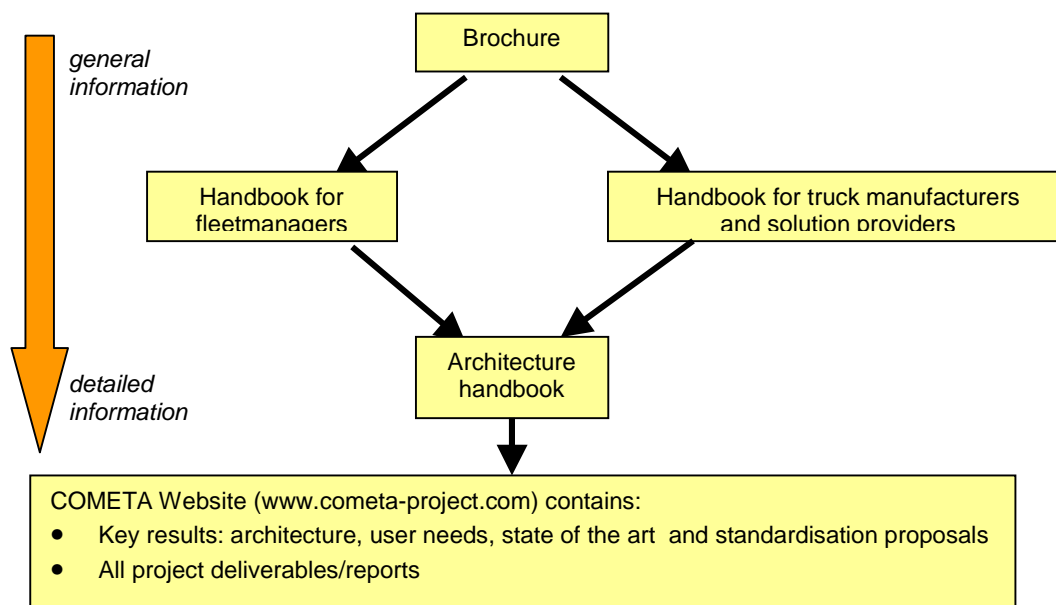 general
information
Brochure
Handbook for
fleetmanagers
Handbook for truck manufacturers
and solution providers
Architecture
handbook
detailed
information
COMETA Website (www.cometa-project.com) contains:
● Key results: architecture, user needs, state of the art and standardisation proposals
● All project deliverables/reports